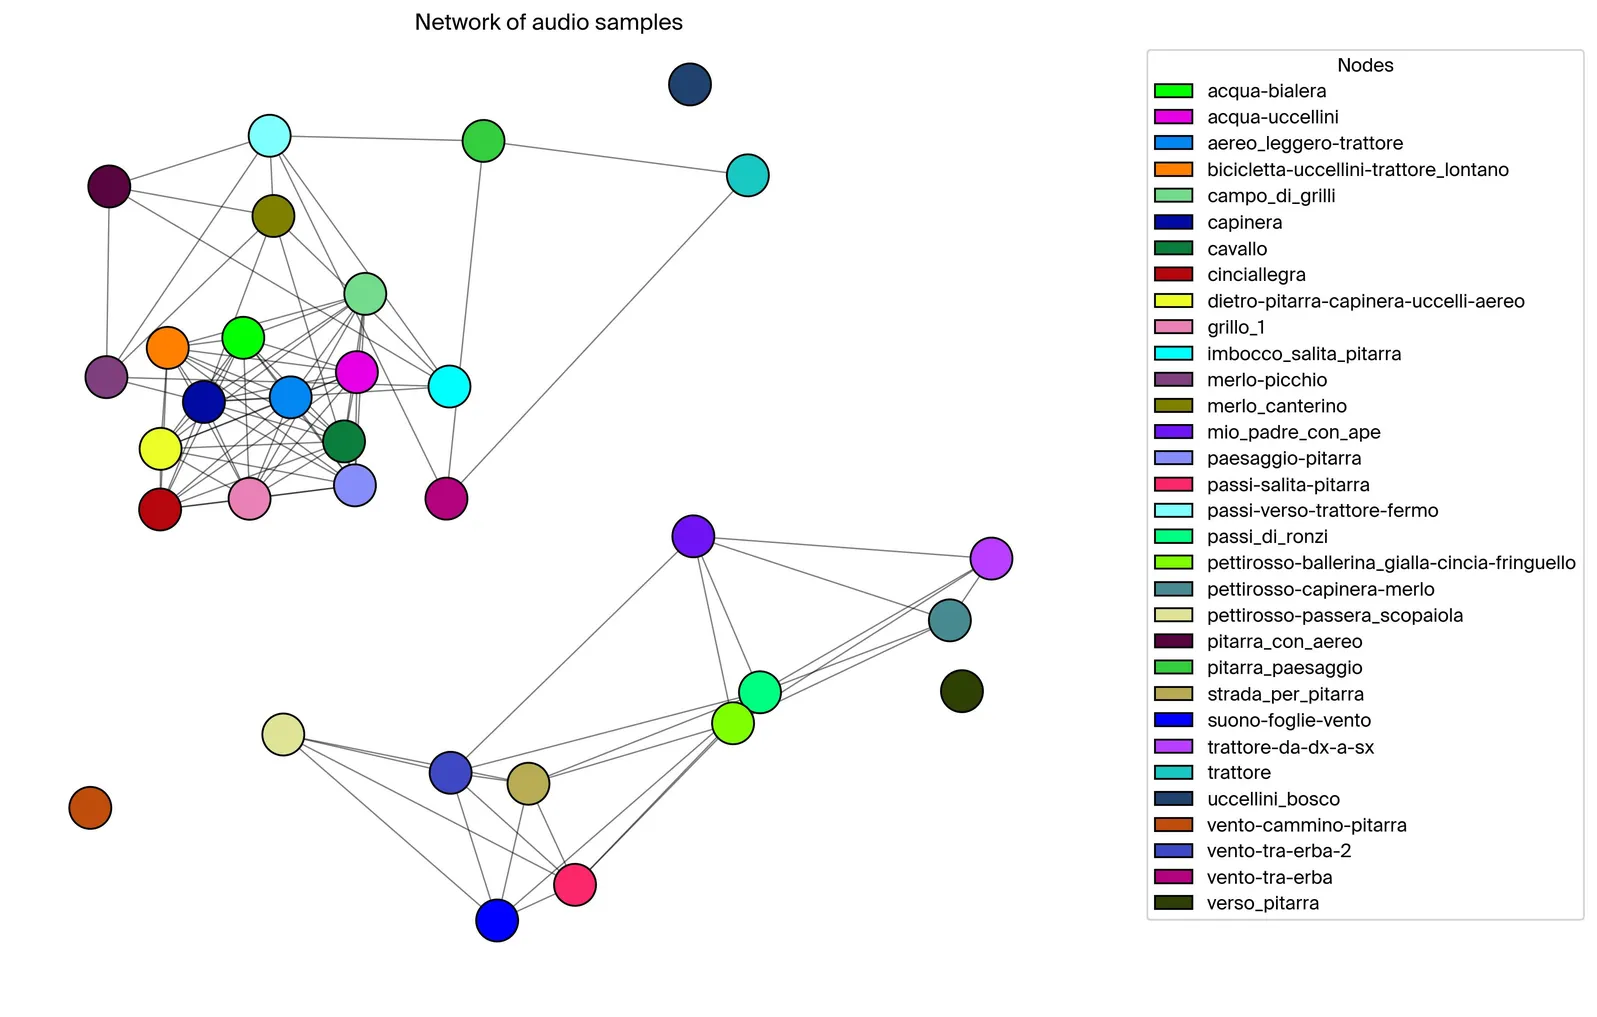 Network of audio samples
Nodes
acqua-bialera
acqua-uccellini
aereo_leggero-trattore
bicicletta-uccellini-trattore_lontano
campo_di_grilli
capinera
cavallo
cinciallegra
dietro-pitarra-capinera-uccelli-aereo
grillo_1
imbocco_salita_pitarra
merlo-picchio
merlo_canterino
mio_padre_con_ape
paesaggio-pitarra
passi-salita-pitarra
passi-verso-trattore-fermo
passi_di_ronzi
pettirosso-ballerina_gialla-cincia-fringuello
pettirosso-capinera-merlo
pettirosso-passera_scopaiola
pitarra_con_aereo
pitarra_paesaggio
strada_per_pitarra
suono-foglie-vento
trattore-da-dx-a-sx
trattore
uccellini_bosco
vento-cammino-pitarra
vento-tra-erba-2
vento-tra-erba
verso_pitarra